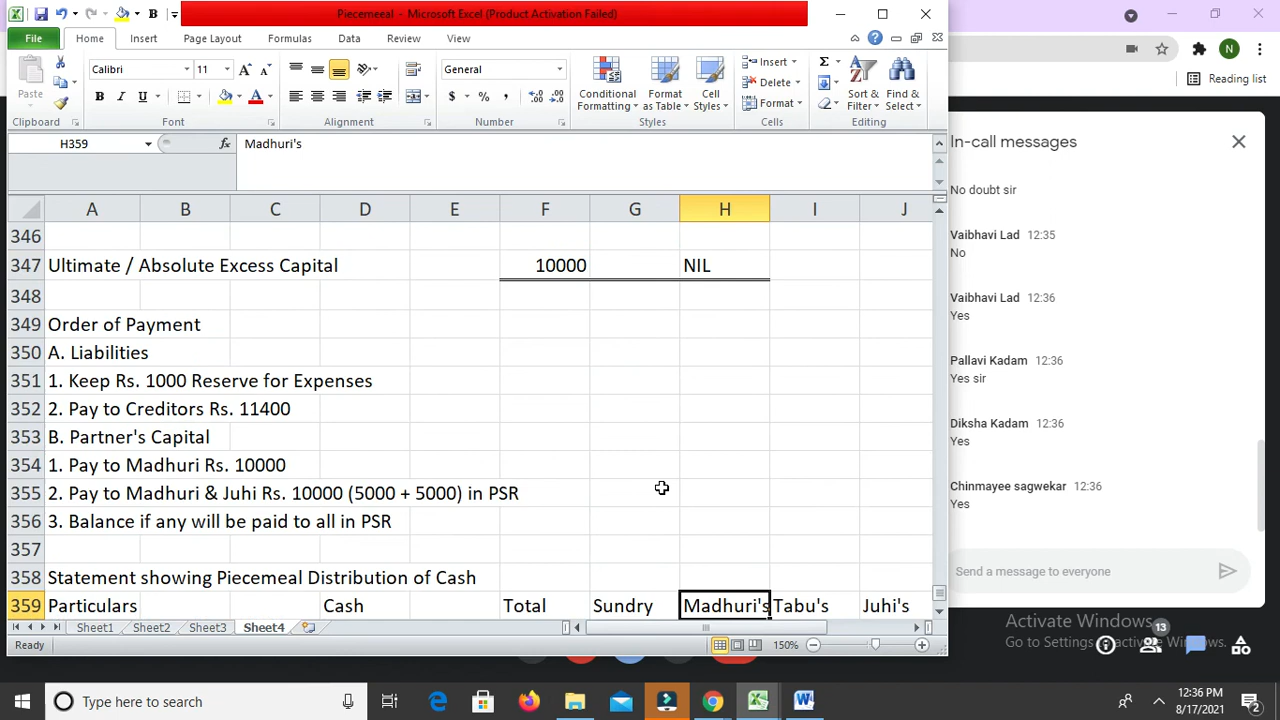 Piecemeeal - Microsoft Excel (Product Activation Failed)
File Home Insert Page Layout Formulas Data Review View
N
Paste
Calibri 11
B I U
General
$ % ,
Conditional Formatting
Format as Table
Cell Styles
Insert
Delete
Format
Sort & Filter
Find & Select
Clipboard Font Alignment Number Styles Cells Editing
Reading list
H359 fx Madhuri's
A B C D E F G H I J
346
347 Ultimate / Absolute Excess Capital 10000 NIL
348
349 Order of Payment
350 A. Liabilities
351 1. Keep Rs. 1000 Reserve for Expenses
352 2. Pay to Creditors Rs. 11400
353 B. Partner's Capital
354 1. Pay to Madhuri Rs. 10000
355 2. Pay to Madhuri & Juhi Rs. 10000 (5000 + 5000) in PSR
356 3. Balance if any will be paid to all in PSR
357
358 Statement showing Piecemeal Distribution of Cash
359 Particulars Cash Total Sundry Madhuri's Tabu's Juhi's
Sheet1 Sheet2 Sheet3 Sheet4
Ready 150%
In-call messages
No doubt sir
Vaibhavi Lad 12:35
No
Vaibhavi Lad 12:36
Yes
Pallavi Kadam 12:36
Yes sir
Diksha Kadam 12:36
Yes
Chinmayee sagwekar 12:36
Yes
Send a message to everyone
Activate Windows
Go to Settings to activate Windows.
13
Type here to search
12:36 PM
8/17/2021
2